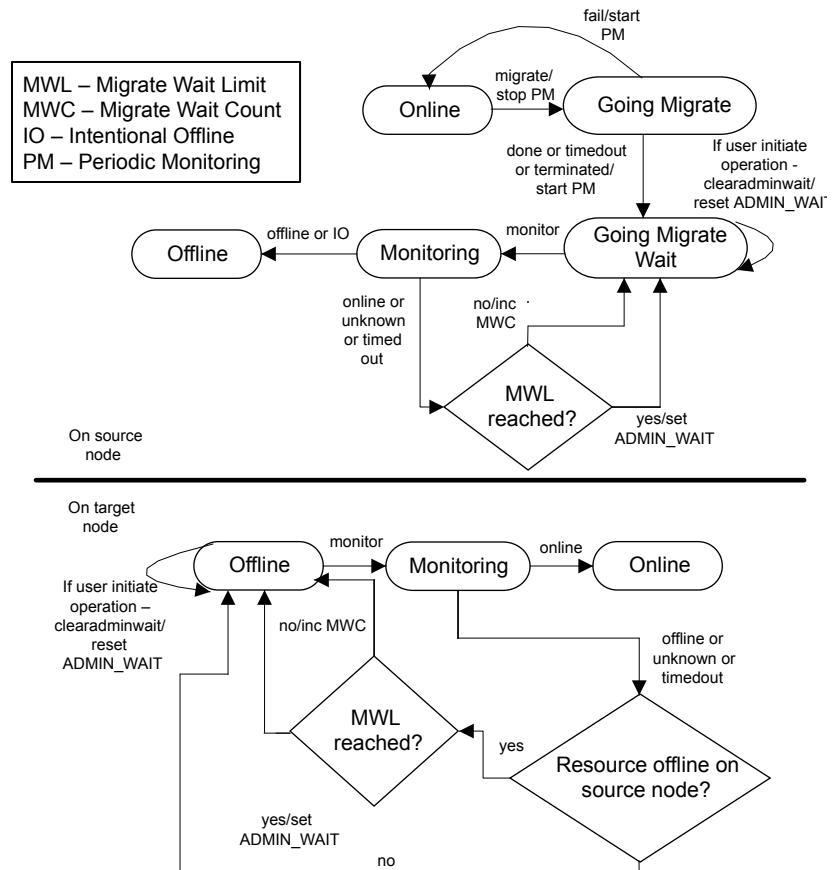 fail/start
PM
MWL – Migrate Wait Limit
MWC – Migrate Wait Count
IO – Intentional Offline
PM – Periodic Monitoring
Online
migrate/
stop PM
Going Migrate
done or timedout
or terminated/
start PM
If user initiate
operation -
clearadminwait/
reset ADMIN_WAIT
Offline
offline or IO
Monitoring
monitor
Going Migrate
Wait
online or
unknown
or timed
out
no/inc
MWC
MWL
reached?
yes/set
ADMIN_WAIT
On source
node
On target
node
Offline
monitor
Monitoring
online
Online
If user initiate
operation –
clearadminwait/
reset
ADMIN_WAIT
no/inc MWC
offline or
unknown or
timedout
MWL
reached?
yes
Resource offline on
source node?
yes/set
ADMIN_WAIT
no